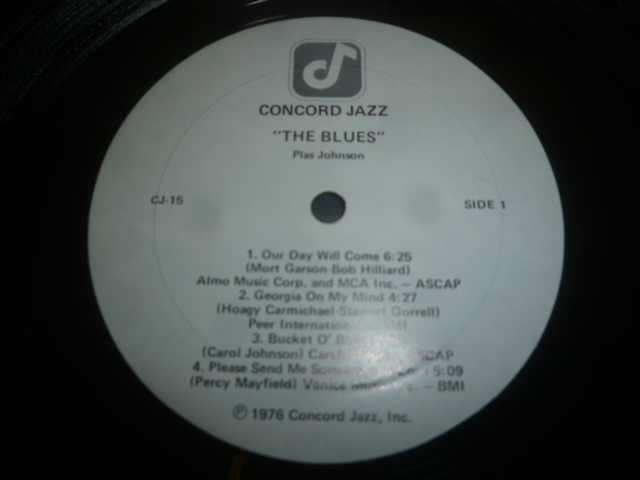 CONCORD JAZZ
"THE BLUES"
Plas Johnson
CJ-15
SIDE 1
1. Our Day Will Come 6:25
(Mort Garson-Bob Hilliard)
Almo Music Corp. and MCA Inc. — ASCAP
2. Georgia On My Mind 4:27
(Hoagy Carmichael-Stewart Gorrell)
Peer International - BMI
3. Bucket O'
(Carol Johnson) ASCAP
4. Please Send Me 5:09
(Percy Mayfield) Venice — BMI
℗ 1976 Concord Jazz, Inc.